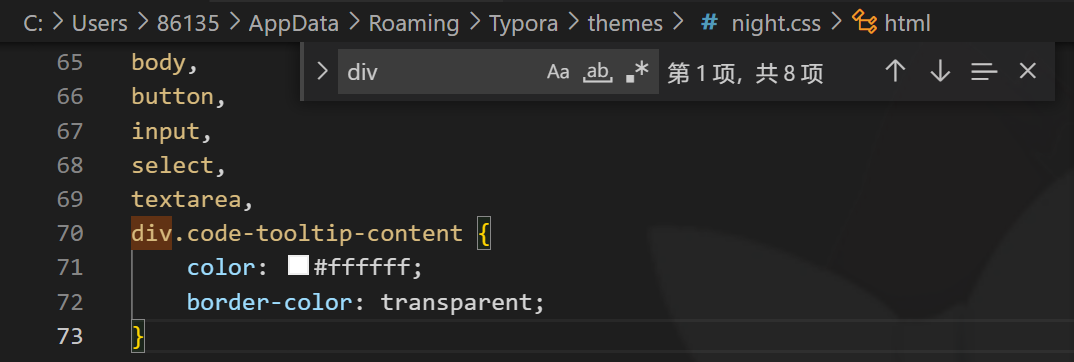 C: > Users > 86135 > AppData > Roaming > Typora > themes > # night.css > html
div Aa ab 第 1 项，共 8 项
65 body,
66 button,
67 input,
68 select,
69 textarea,
70 div.code-tooltip-content {
71 color: #ffffff;
72 border-color: transparent;
73 }